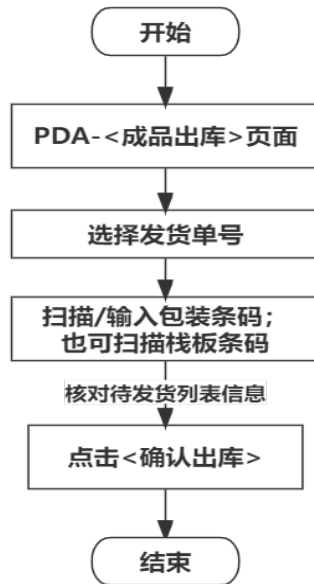 开始
PDA-<成品出库>页面
选择发货单号
扫描/输入包装条码；
也可扫描栈板条码
核对待发货列表信息
点击<确认出库>
结束